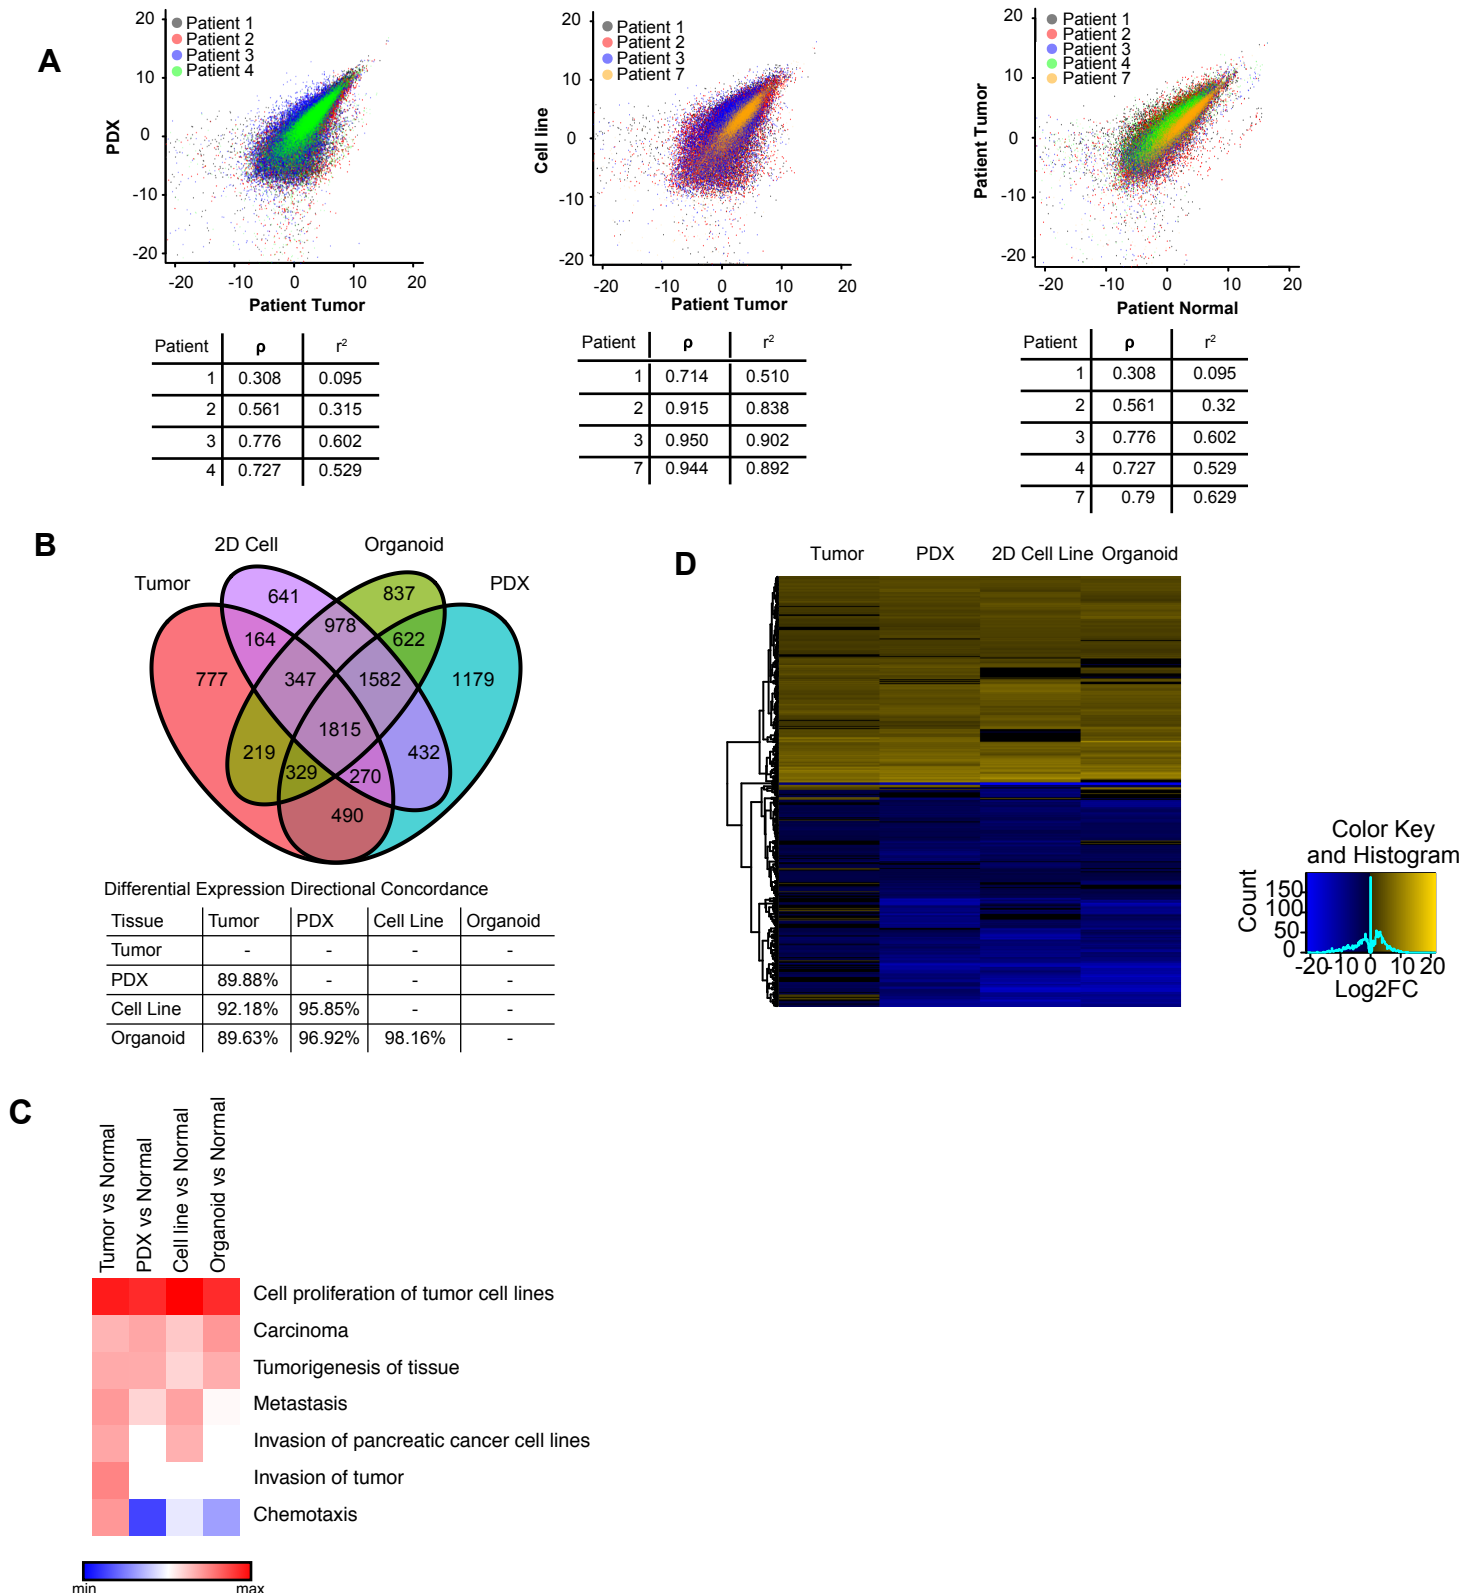 A
20
10
0
-10
-20
PDX
Patient 1
Patient 2
Patient 3
Patient 4
-20 -10 0 10 20
Patient Tumor
20
10
0
-10
-20
Cell line
Patient 1
Patient 2
Patient 3
Patient 7
-20 -10 0 10 20
Patient Tumor
20
10
0
-10
-20
Patient Tumor
Patient 1
Patient 2
Patient 3
Patient 4
Patient 7
-20 -10 0 10 20
Patient Normal
Patient ρ r²
1 0.308 0.095
2 0.561 0.315
3 0.776 0.602
4 0.727 0.529
Patient ρ r²
1 0.714 0.510
2 0.915 0.838
3 0.950 0.902
7 0.944 0.892
Patient ρ r²
1 0.308 0.095
2 0.561 0.32
3 0.776 0.602
4 0.727 0.529
7 0.79 0.629
B
2D Cell Organoid
Tumor PDX
641 837
164 978 622
777 347 1582 1179
1815
219 329 270 432
490
Differential Expression Directional Concordance
Tissue Tumor PDX Cell Line Organoid
Tumor - - - -
PDX 89.88% - - -
Cell Line 92.18% 95.85% - -
Organoid 89.63% 96.92% 98.16% -
D
Tumor PDX 2D Cell Line Organoid
Color Key
and Histogram
Count
150
100
50
0
-20 -10 0 10 20
Log2FC
C
Tumor vs Normal
PDX vs Normal
Cell line vs Normal
Organoid vs Normal
Cell proliferation of tumor cell lines
Carcinoma
Tumorigenesis of tissue
Metastasis
Invasion of pancreatic cancer cell lines
Invasion of tumor
Chemotaxis
min max